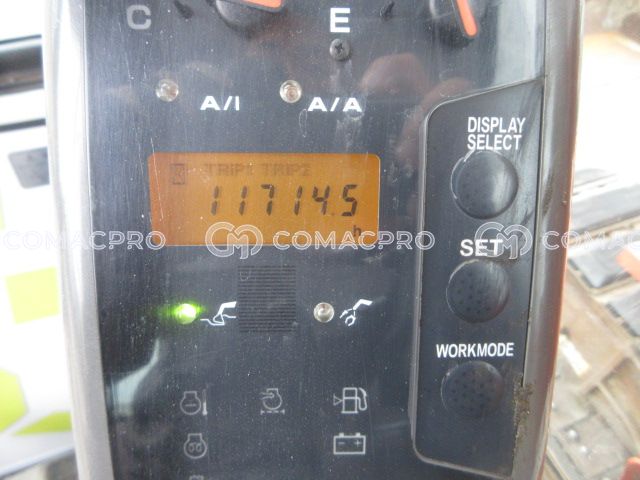 C E
A/I A/A
DISPLAY
SELECT
TRIP1 TRIP2
11714.5
h
COMACPRO COMACPRO COMACPRO
SET
WORKMODE